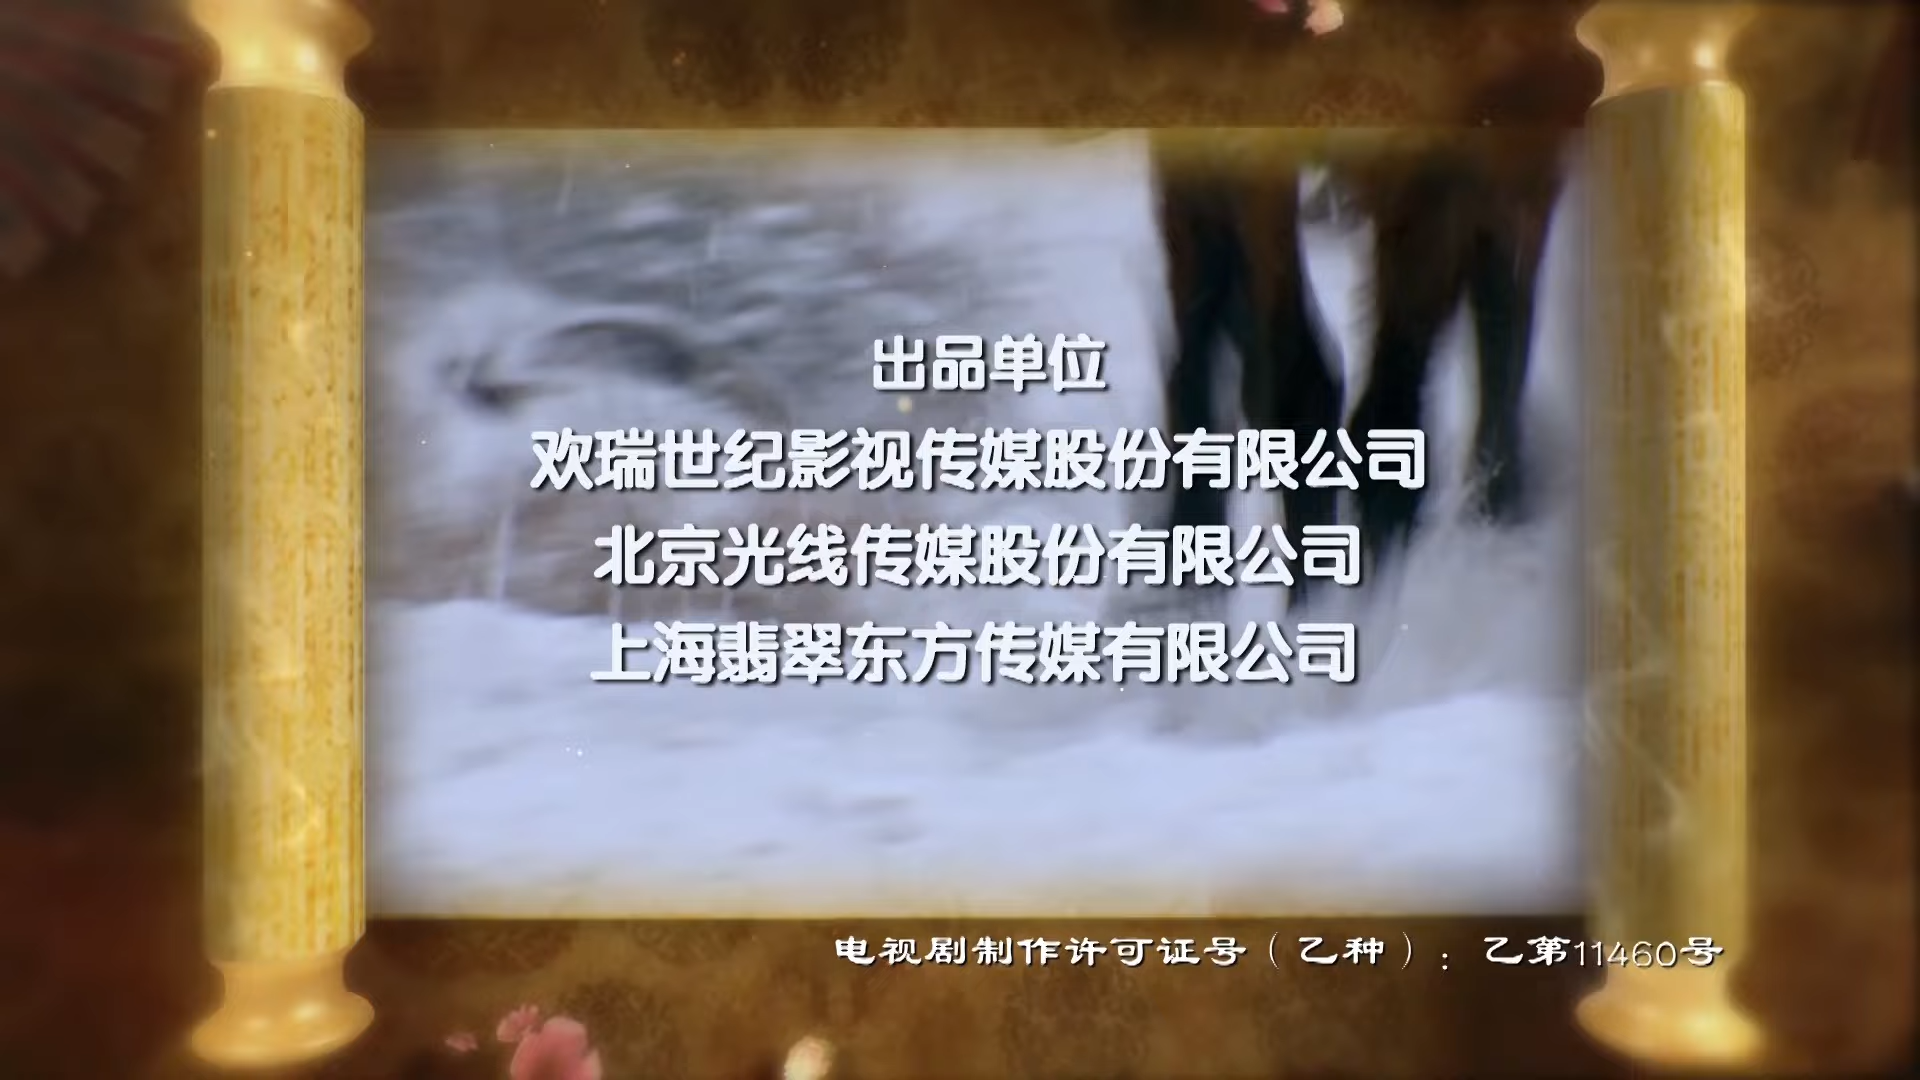 出品单位
欢瑞世纪影视传媒股份有限公司
北京光线传媒股份有限公司
上海翡翠东方传媒有限公司
电视剧制作许可证号（乙种）：乙第11460号